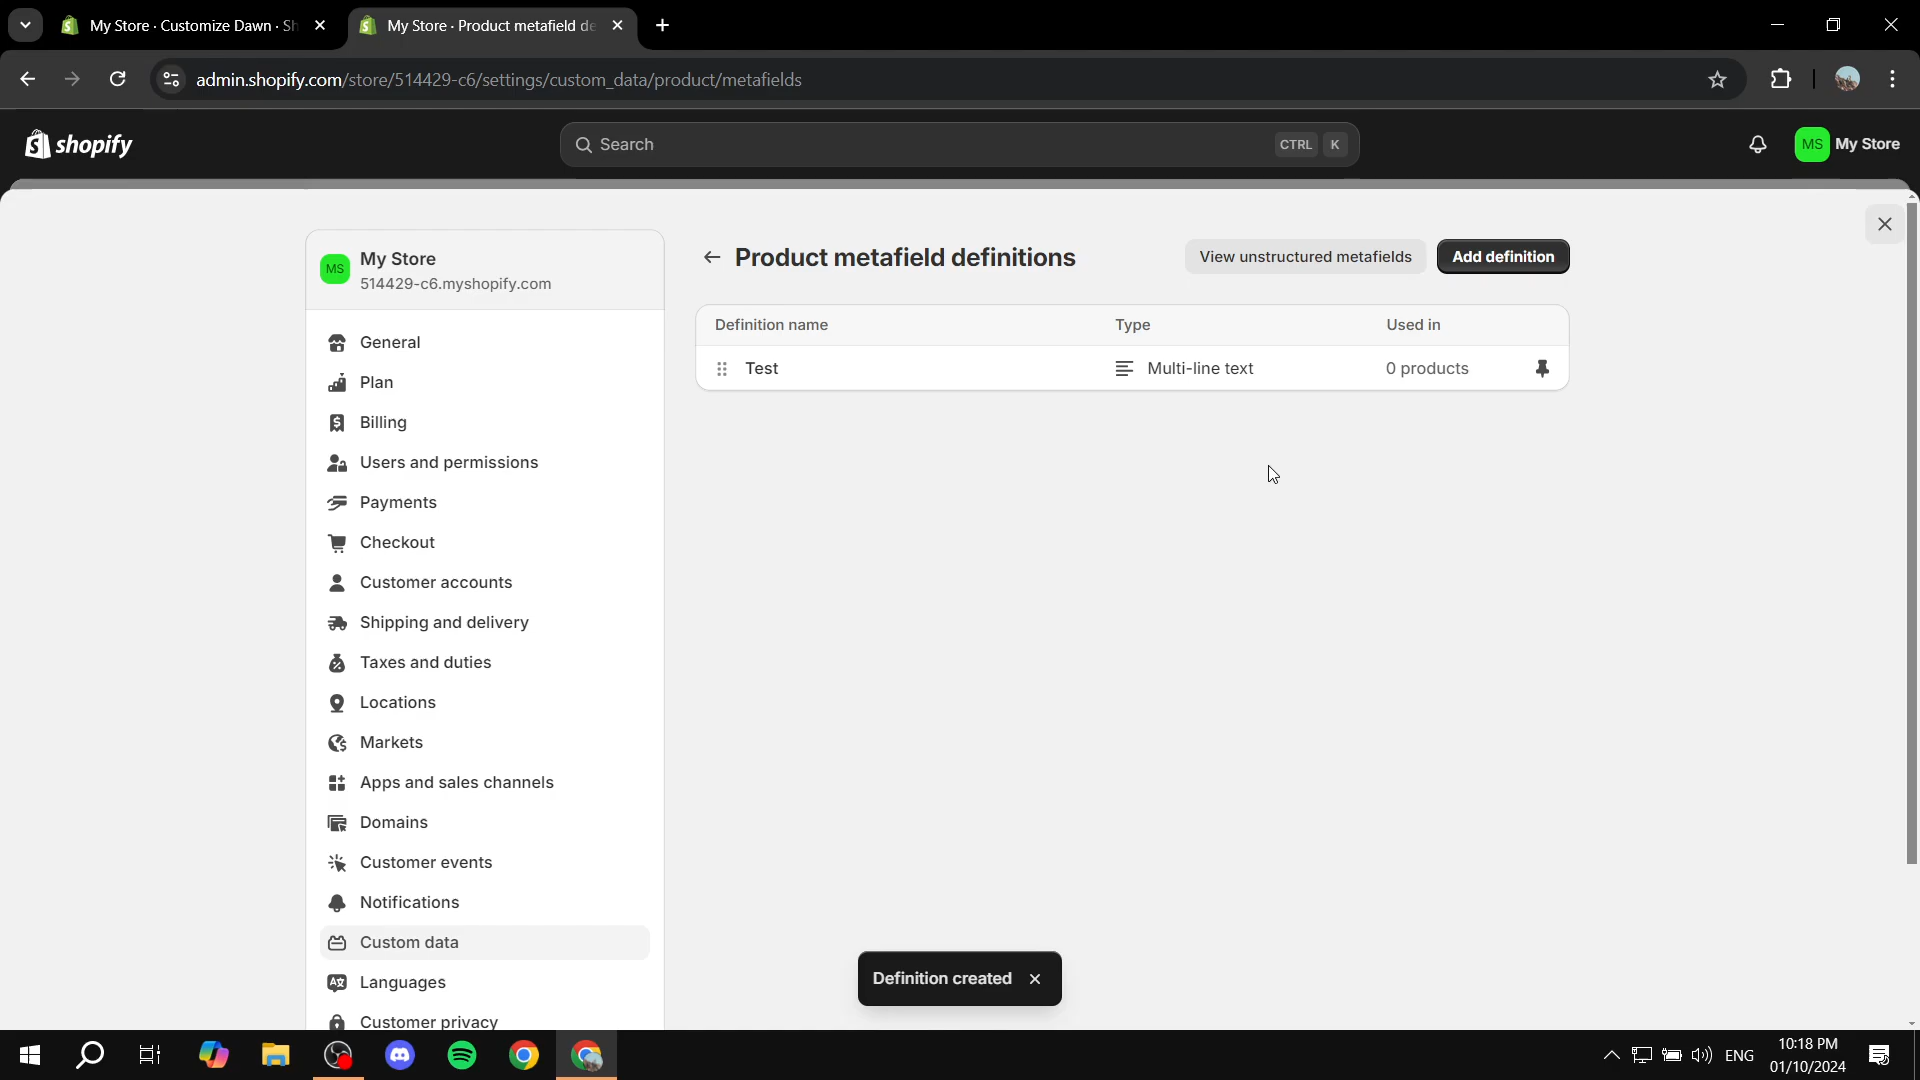 My Store · Customize Dawn · Sh
My Store · Product metafield de
admin.shopify.com/store/514429-c6/settings/custom_data/product/metafields
shopify
Search
CTRL K
MS
My Store
MS
My Store
514429-c6.myshopify.com
General
Plan
Billing
Users and permissions
Payments
Checkout
Customer accounts
Shipping and delivery
Taxes and duties
Locations
Markets
Apps and sales channels
Domains
Customer events
Notifications
Custom data
Languages
Customer privacy
Product metafield definitions
View unstructured metafields
Add definition
Definition name Type Used in
Test Multi-line text 0 products
Definition created
ENG
10:18 PM
01/10/2024